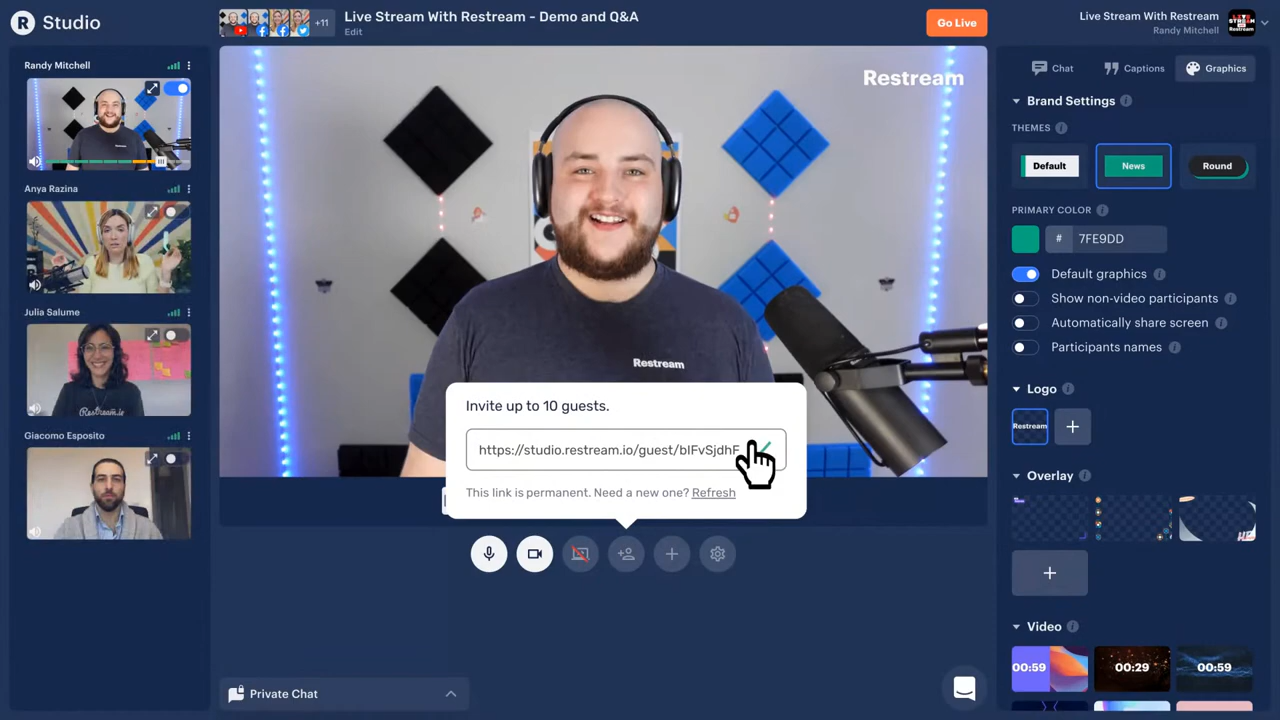 R Studio
+11
Live Stream With Restream - Demo and Q&A
Edit
Go Live
Live Stream With Restream
Randy Mitchell
Randy Mitchell
Anya Razina
Julia Salume
Restream.io
Giacomo Esposito
Restream
Restream
Invite up to 10 guests.
https://studio.restream.io/guest/bIFvSjdhF
This link is permanent. Need a new one? Refresh
Private Chat
Chat
Captions
Graphics
Brand Settings
THEMES
Default
News
Round
PRIMARY COLOR
# 7FE9DD
Default graphics
Show non-video participants
Automatically share screen
Participants names
Logo
Restream
Overlay
Video
00:59
00:29
00:59